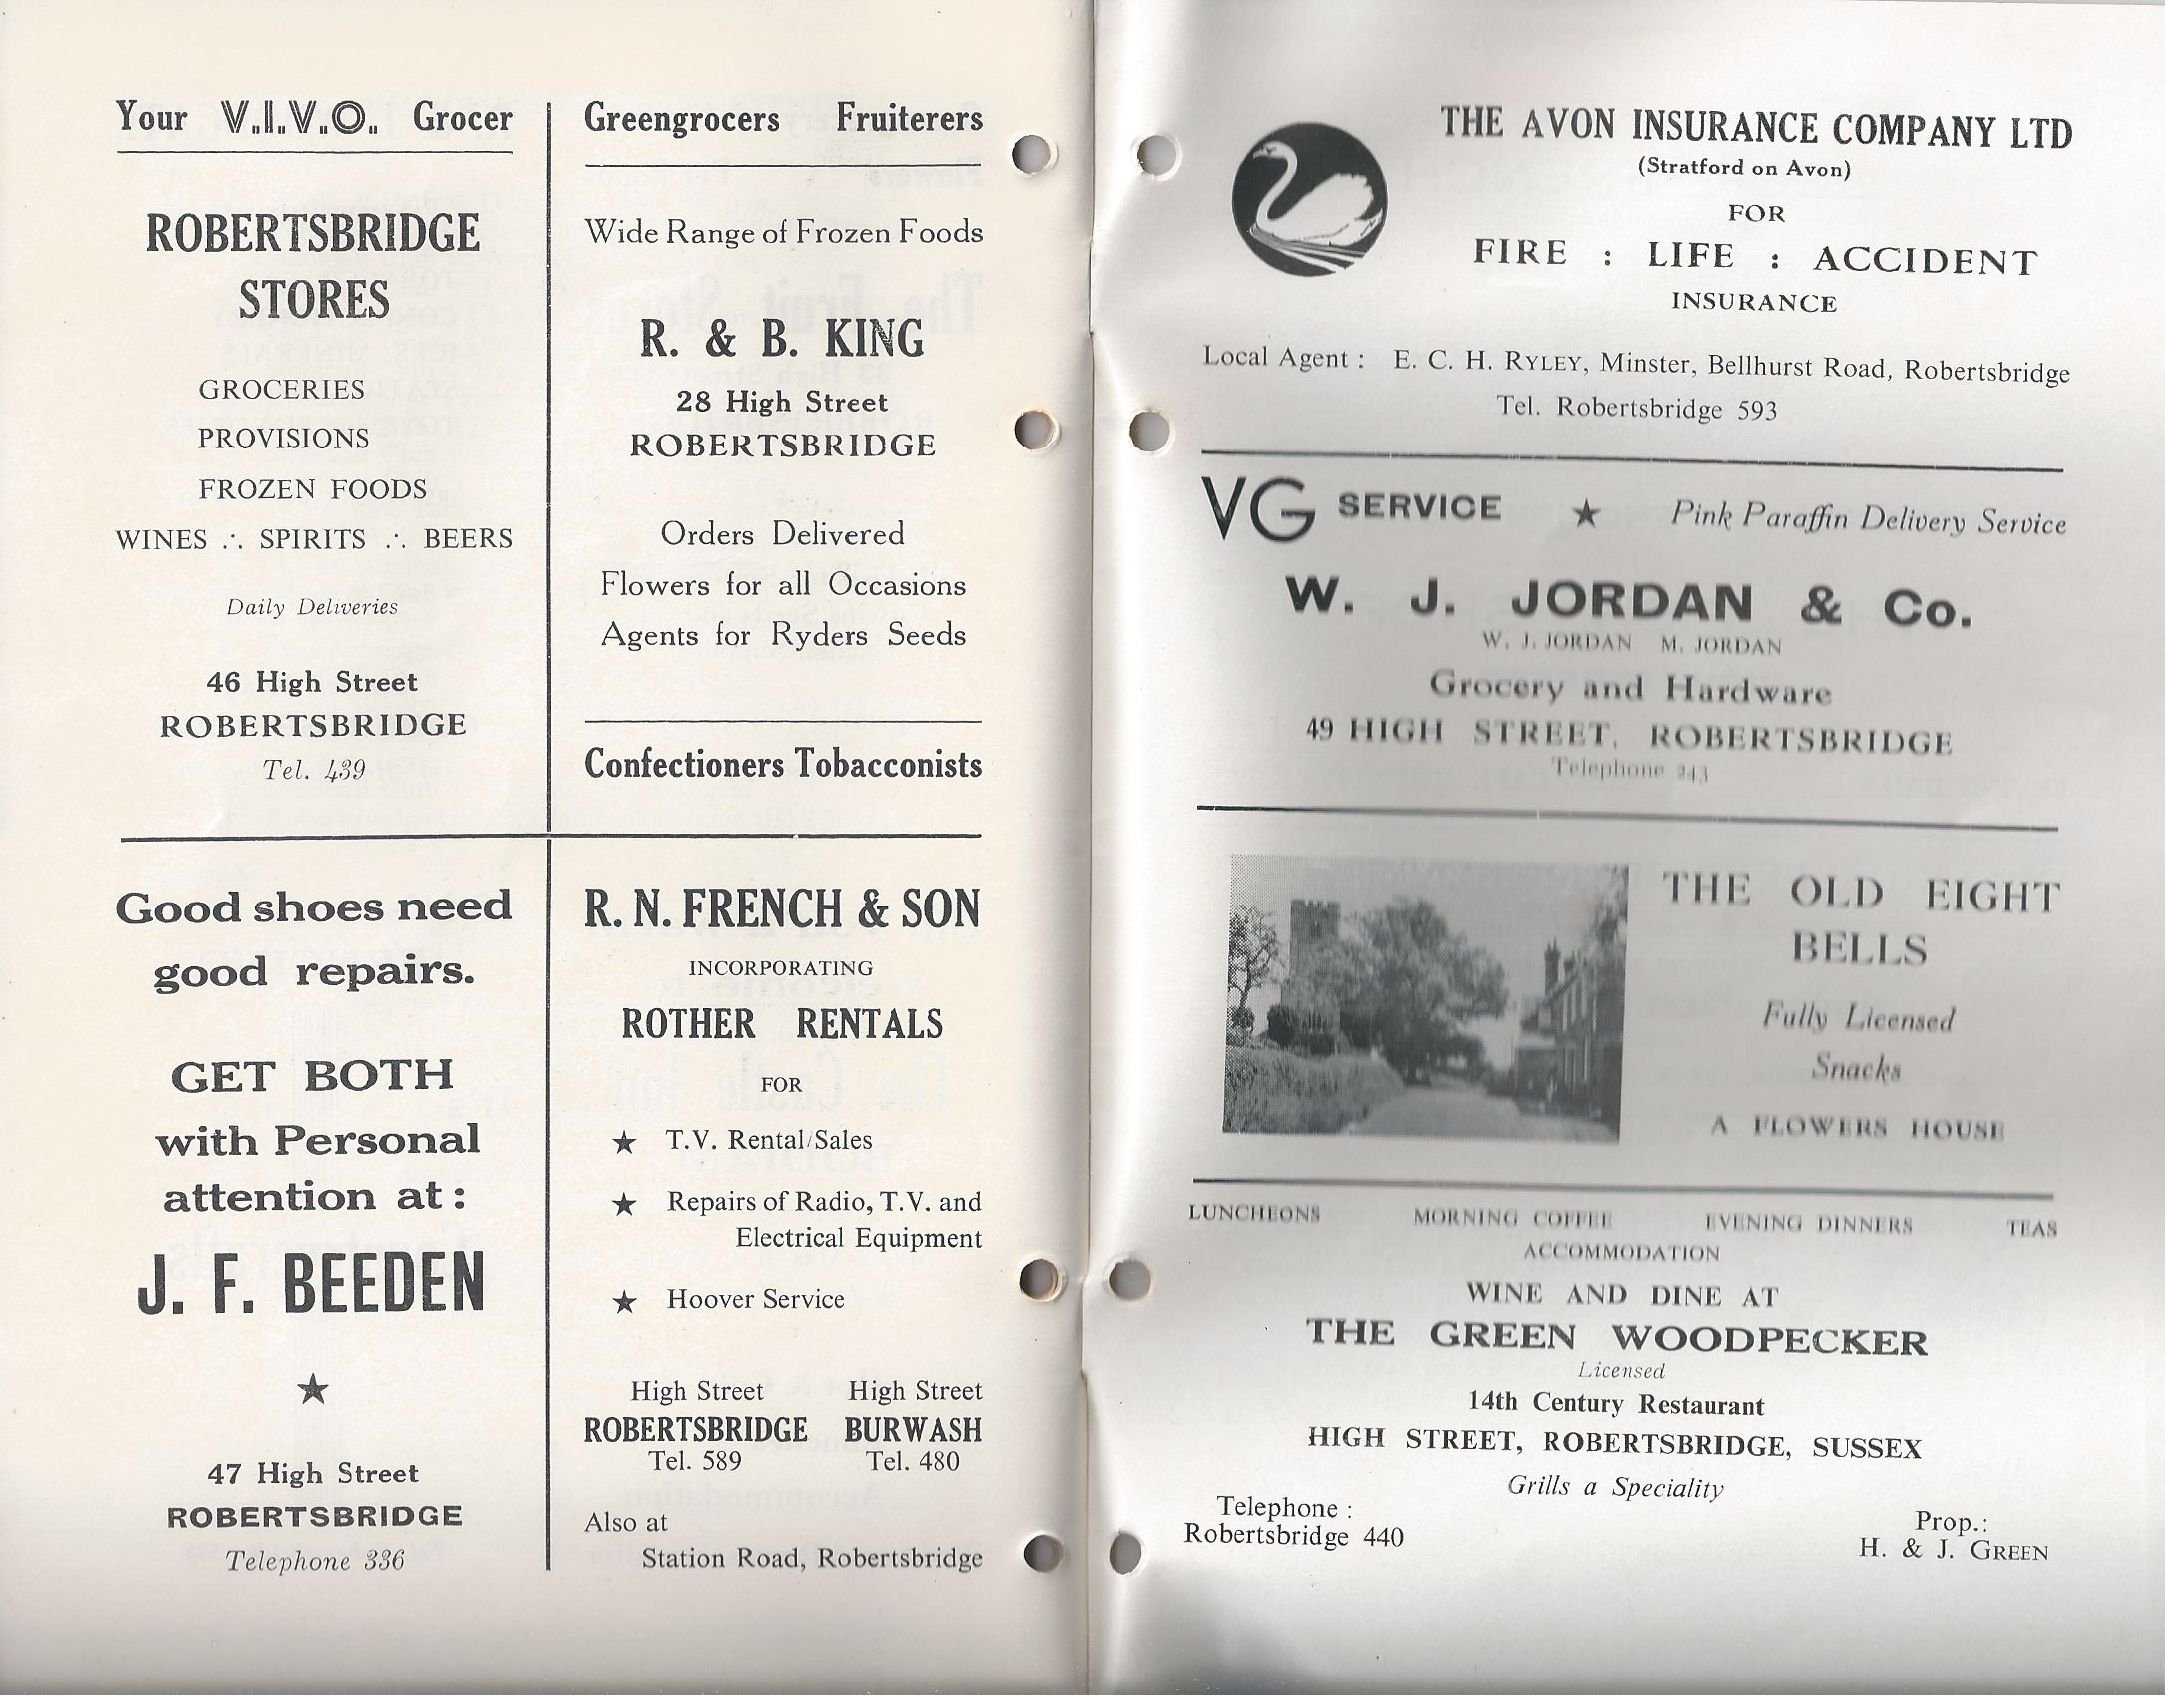 Your V.I.V.O. Grocer
ROBERTSBRIDGE
STORES
GROCERIES
PROVISIONS
FROZEN FOODS
WINES ∴ SPIRITS ∴ BEERS
Daily Deliveries
46 High Street
ROBERTSBRIDGE
Tel. 439
Greengrocers Fruiterers
Wide Range of Frozen Foods
R. & B. KING
28 High Street
ROBERTSBRIDGE
Orders Delivered
Flowers for all Occasions
Agents for Ryders Seeds
Confectioners Tobacconists
Good shoes need
good repairs.
GET BOTH
with Personal
attention at:
J. F. BEEDEN
★
47 High Street
ROBERTSBRIDGE
Telephone 336
R. N. FRENCH & SON
INCORPORATING
ROTHER RENTALS
FOR
★ T.V. Rental/Sales
★ Repairs of Radio, T.V. and
Electrical Equipment
★ Hoover Service
High Street High Street
ROBERTSBRIDGE BURWASH
Tel. 589 Tel. 480
Also at
Station Road, Robertsbridge
THE AVON INSURANCE COMPANY LTD
(Stratford on Avon)
FOR
FIRE : LIFE : ACCIDENT
INSURANCE
Local Agent: E. C. H. RYLEY, Minster, Bellhurst Road, Robertsbridge
Tel. Robertsbridge 593
VG SERVICE ★ Pink Paraffin Delivery Service
W. J. JORDAN & Co.
W. J. JORDAN M. JORDAN
Grocery and Hardware
49 HIGH STREET, ROBERTSBRIDGE
Telephone 243
THE OLD EIGHT
BELLS
Fully Licensed
Snacks
A FLOWERS HOUSE
LUNCHEONS MORNING COFFEE EVENING DINNERS TEAS
ACCOMMODATION
WINE AND DINE AT
THE GREEN WOODPECKER
Licensed
14th Century Restaurant
HIGH STREET, ROBERTSBRIDGE, SUSSEX
Grills a Speciality
Telephone:
Robertsbridge 440
Prop.:
H. & J. GREEN